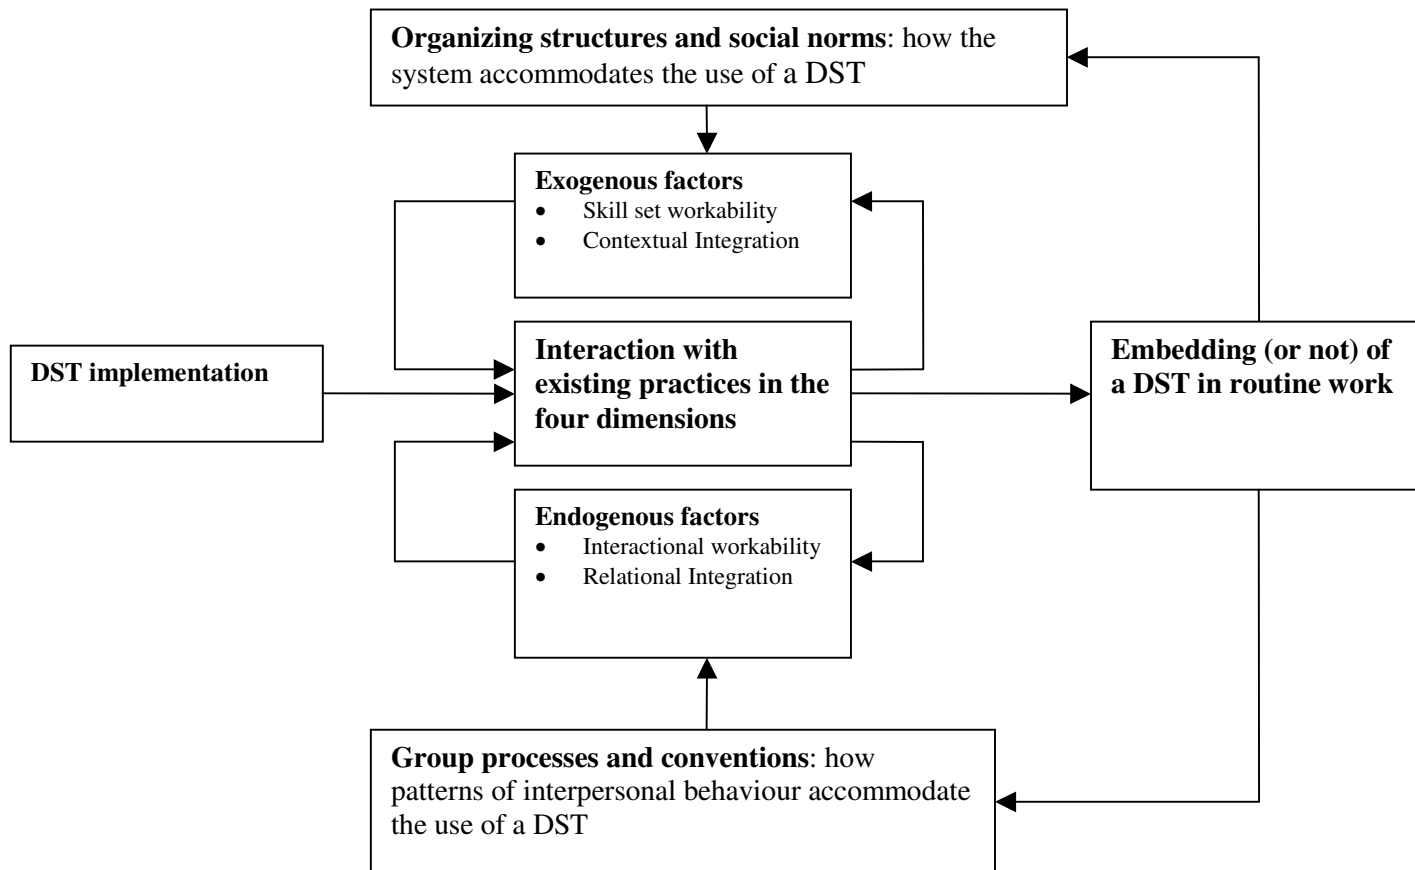 Organizing structures and social norms: how the
system accommodates the use of a DST
Exogenous factors
• Skill set workability
• Contextual Integration
DST implementation
Interaction with
existing practices in the
four dimensions
Embedding (or not) of
a DST in routine work
Endogenous factors
• Interactional workability
• Relational Integration
Group processes and conventions: how
patterns of interpersonal behaviour accommodate
the use of a DST